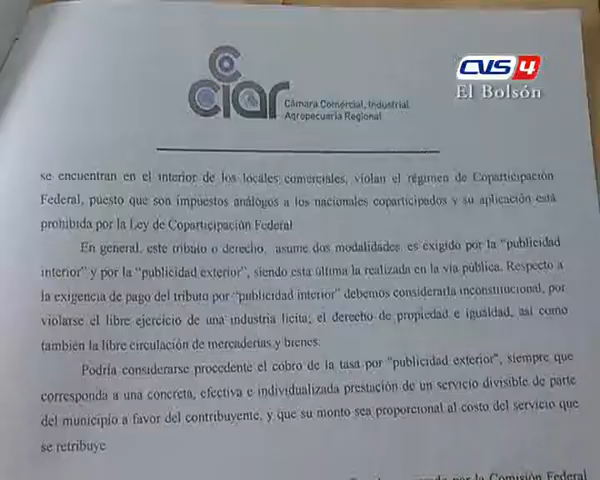 CVS 4
El Bolsón
CCIAR
Cámara Comercial, Industrial
Agropecuaria Regional
se encuentran en el interior de los locales comerciales, violan el régimen de Coparticipación
Federal, puesto que son impuestos análogos a los nacionales coparticipados y su aplicación está
prohibida por la Ley de Coparticipación Federal
En general, este tributo o derecho, asume dos modalidades, es exigido por la "publicidad
interior" y por la "publicidad exterior", siendo esta última la realizada en la vía pública. Respecto a
la exigencia de pago del tributo por "publicidad interior" debemos considerarla inconstitucional, por
violarse el libre ejercicio de una industria lícita; el derecho de propiedad e igualdad, así como
también la libre circulación de mercaderías y bienes.
Podría considerarse procedente el cobro de la tasa por "publicidad exterior", siempre que
corresponda a una concreta, efectiva e individualizada prestación de un servicio divisible de parte
del municipio a favor del contribuyente, y que su monto sea proporcional al costo del servicio que
se retribuye
por la Comisión Federal